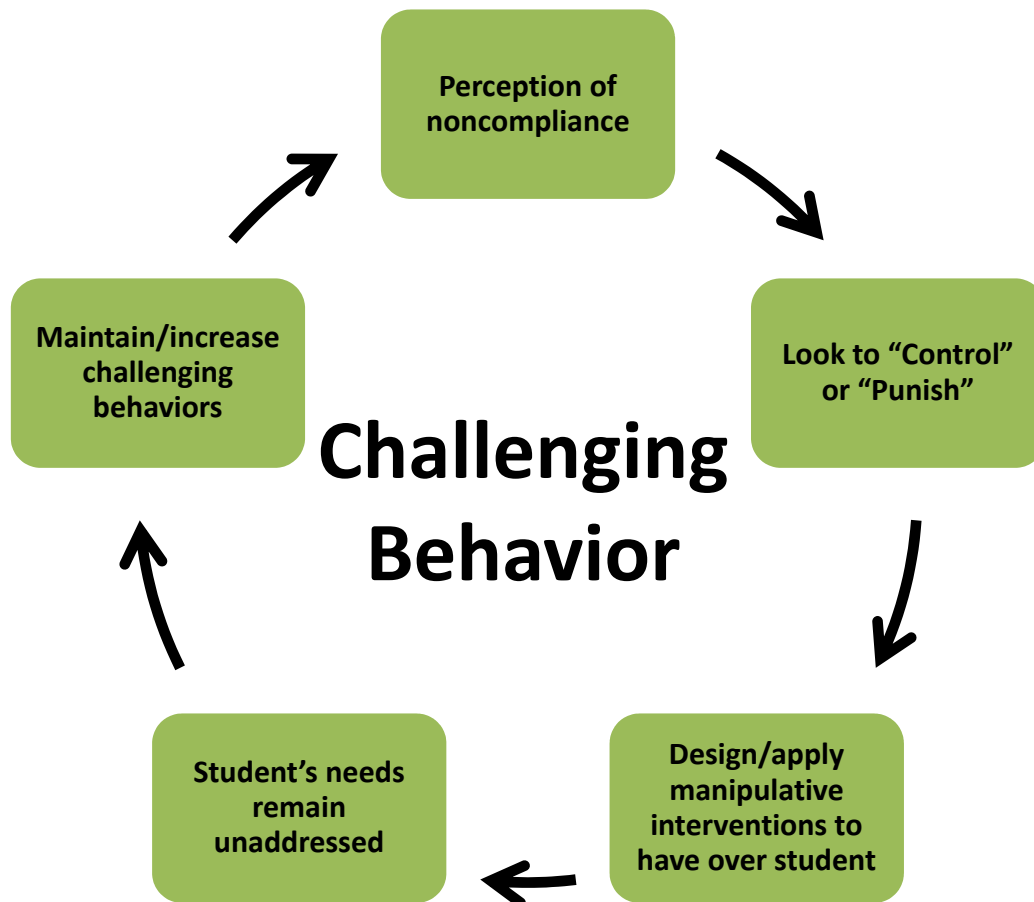 Perception of
noncompliance
Look to “Control”
or “Punish”
Design/apply
manipulative
interventions to
have over student
Student’s needs
remain
unaddressed
Maintain/increase
challenging
behaviors
Challenging
Behavior